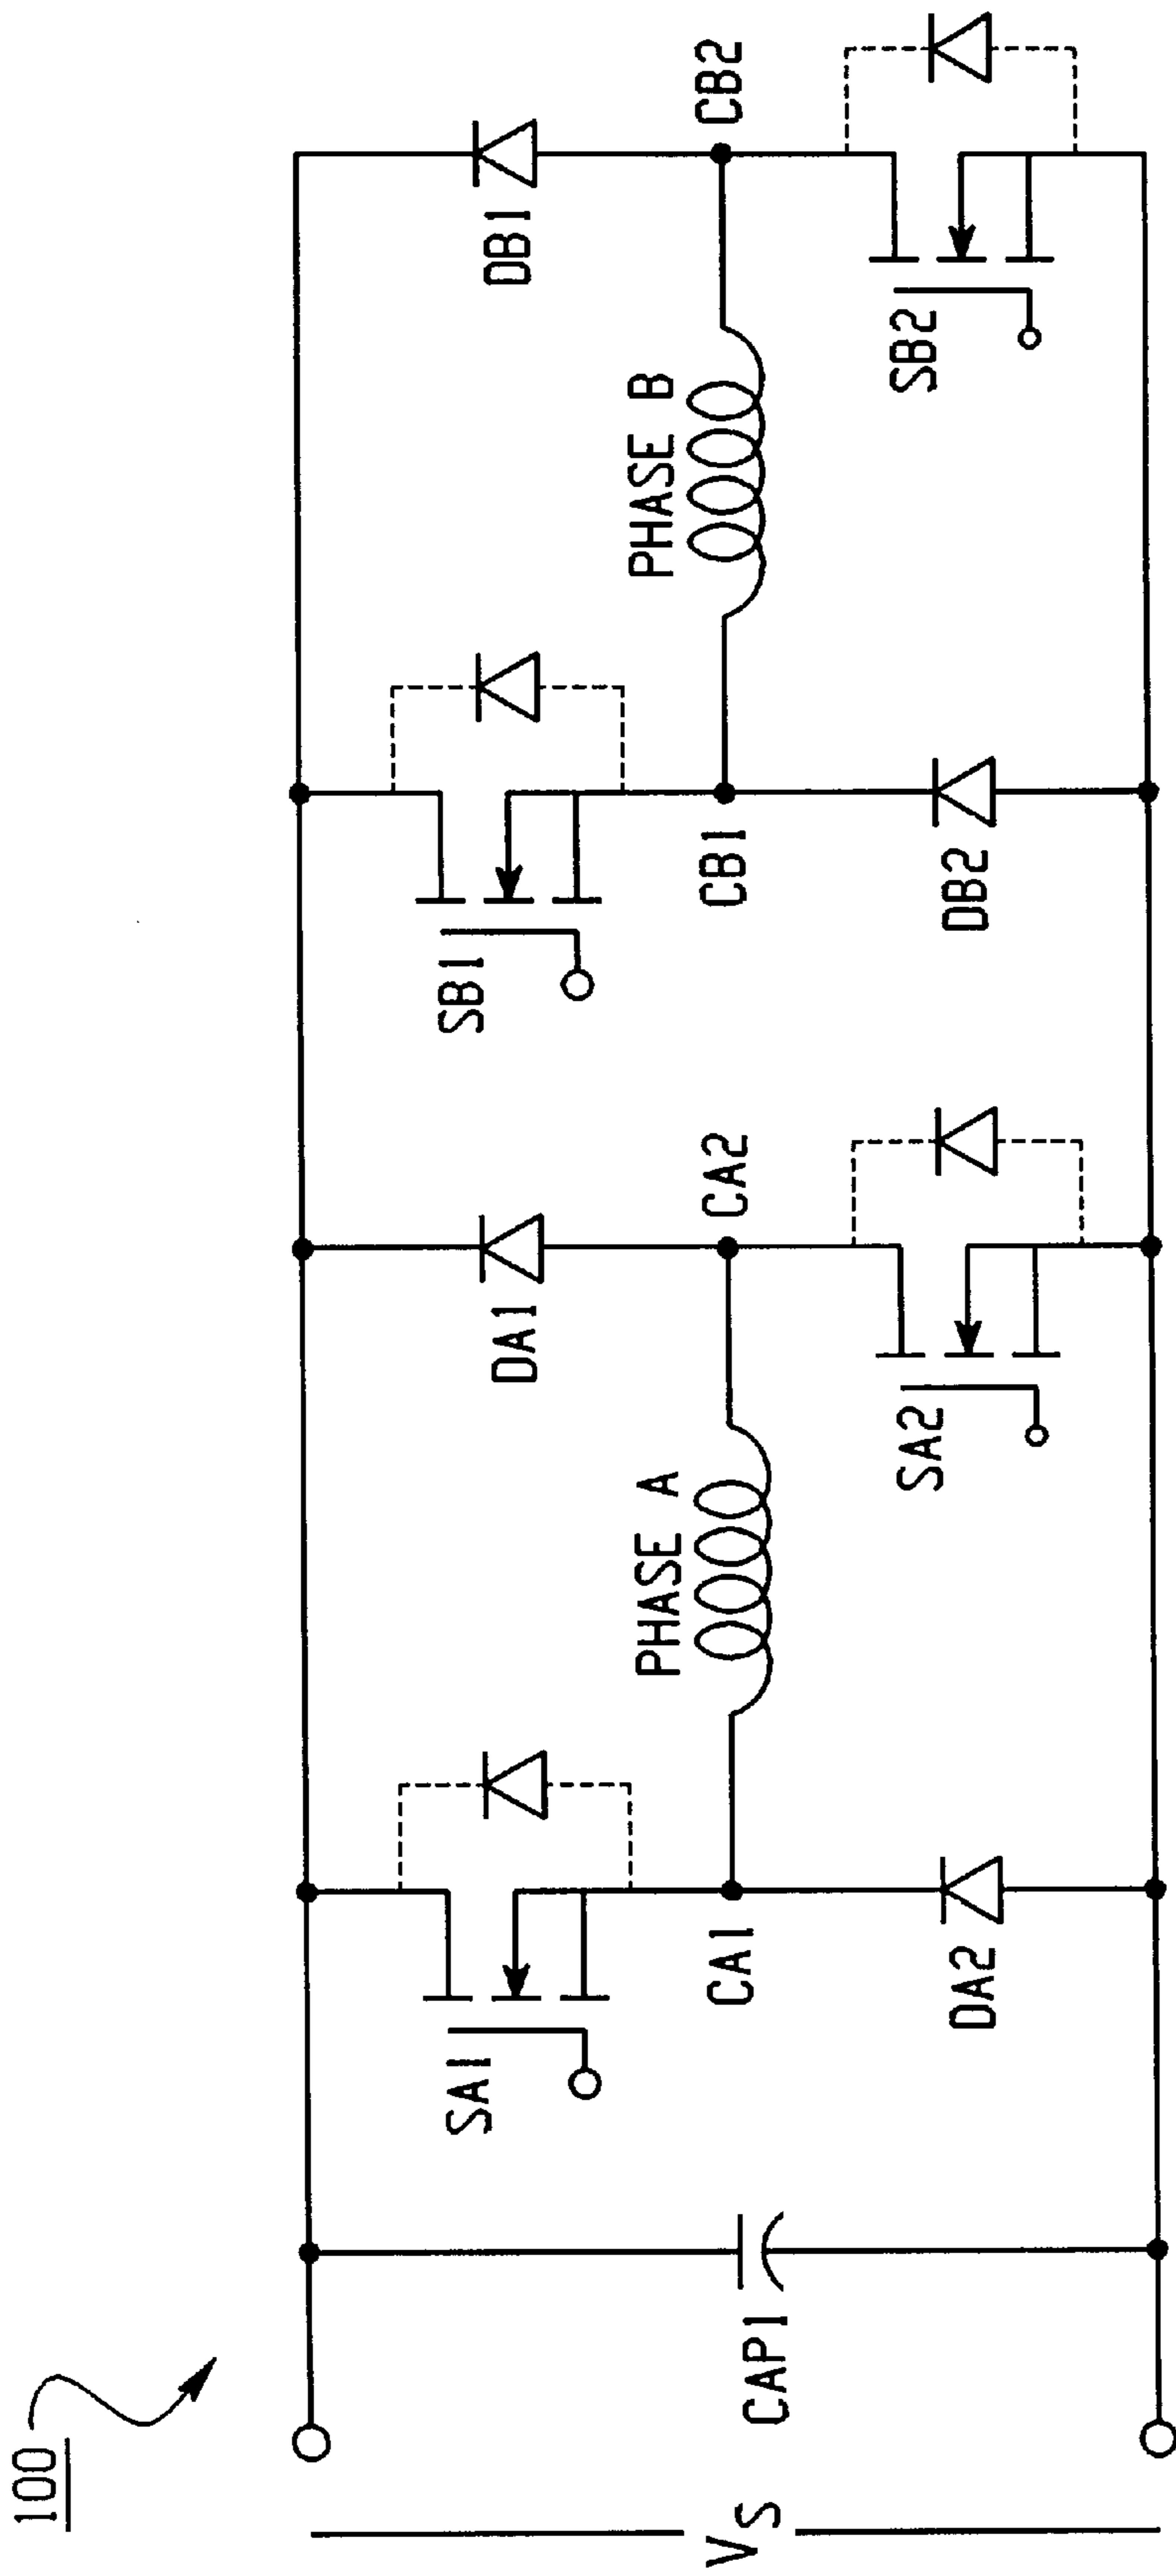 100
VS
CAP1
SA1
CA1
DA2
PHASE A
DA1
CA2
SA2
SB1
CB1
DB2
PHASE B
DB1
CB2
SB2